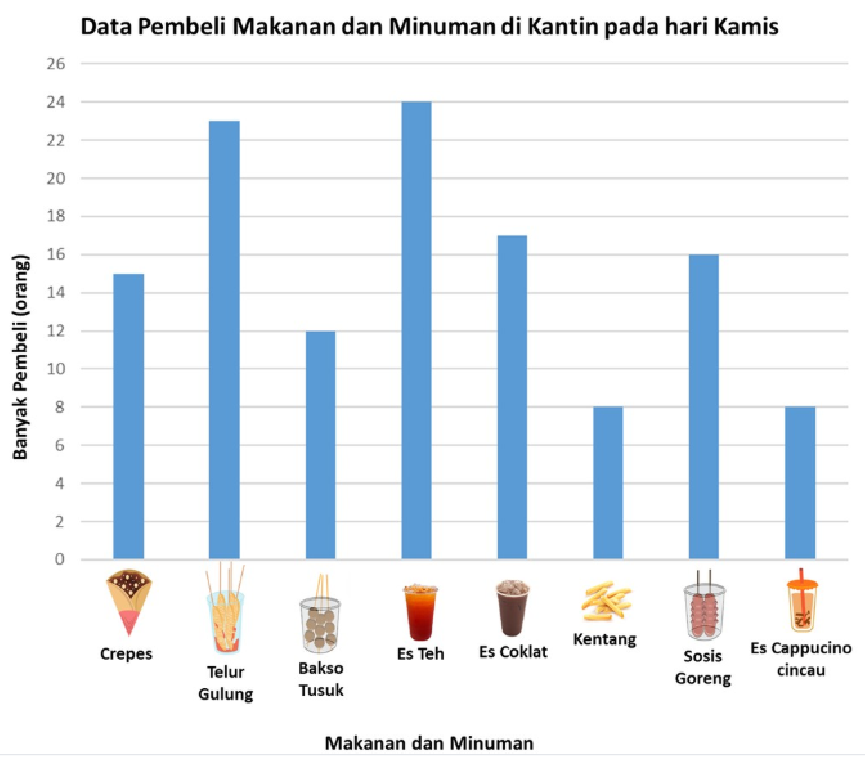 Data Pembeli Makanan dan Minuman di Kantin pada hari Kamis
26
24
22
20
18
16
14
12
10
8
6
4
2
0
Banyak Pembeli (orang)
Crepes
Telur
Gulung
Bakso
Tusuk
Es Teh
Es Coklat
Kentang
Sosis
Goreng
Es Cappucino
cincau
Makanan dan Minuman